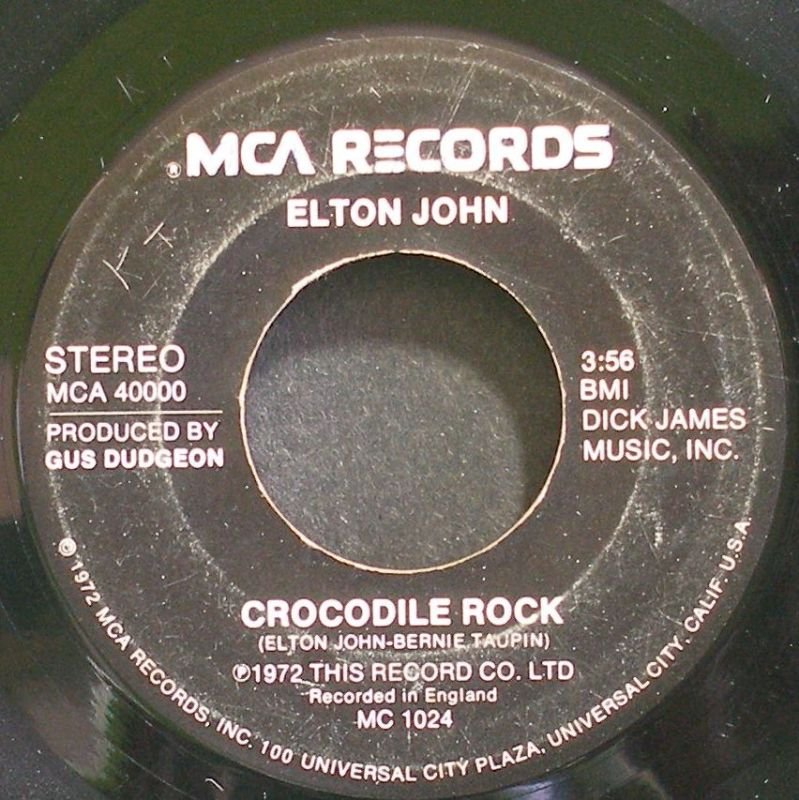 ® MCA RECORDS
ELTON JOHN
K T
STEREO
MCA 40000
PRODUCED BY
GUS DUDGEON
3:56
BMI
DICK JAMES
MUSIC, INC.
CROCODILE ROCK
(ELTON JOHN-BERNIE TAUPIN)
℗1972 THIS RECORD CO. LTD
Recorded in England
MC 1024
©1972 MCA RECORDS, INC. 100 UNIVERSAL CITY PLAZA, UNIVERSAL CITY, CALIF U.S.A.